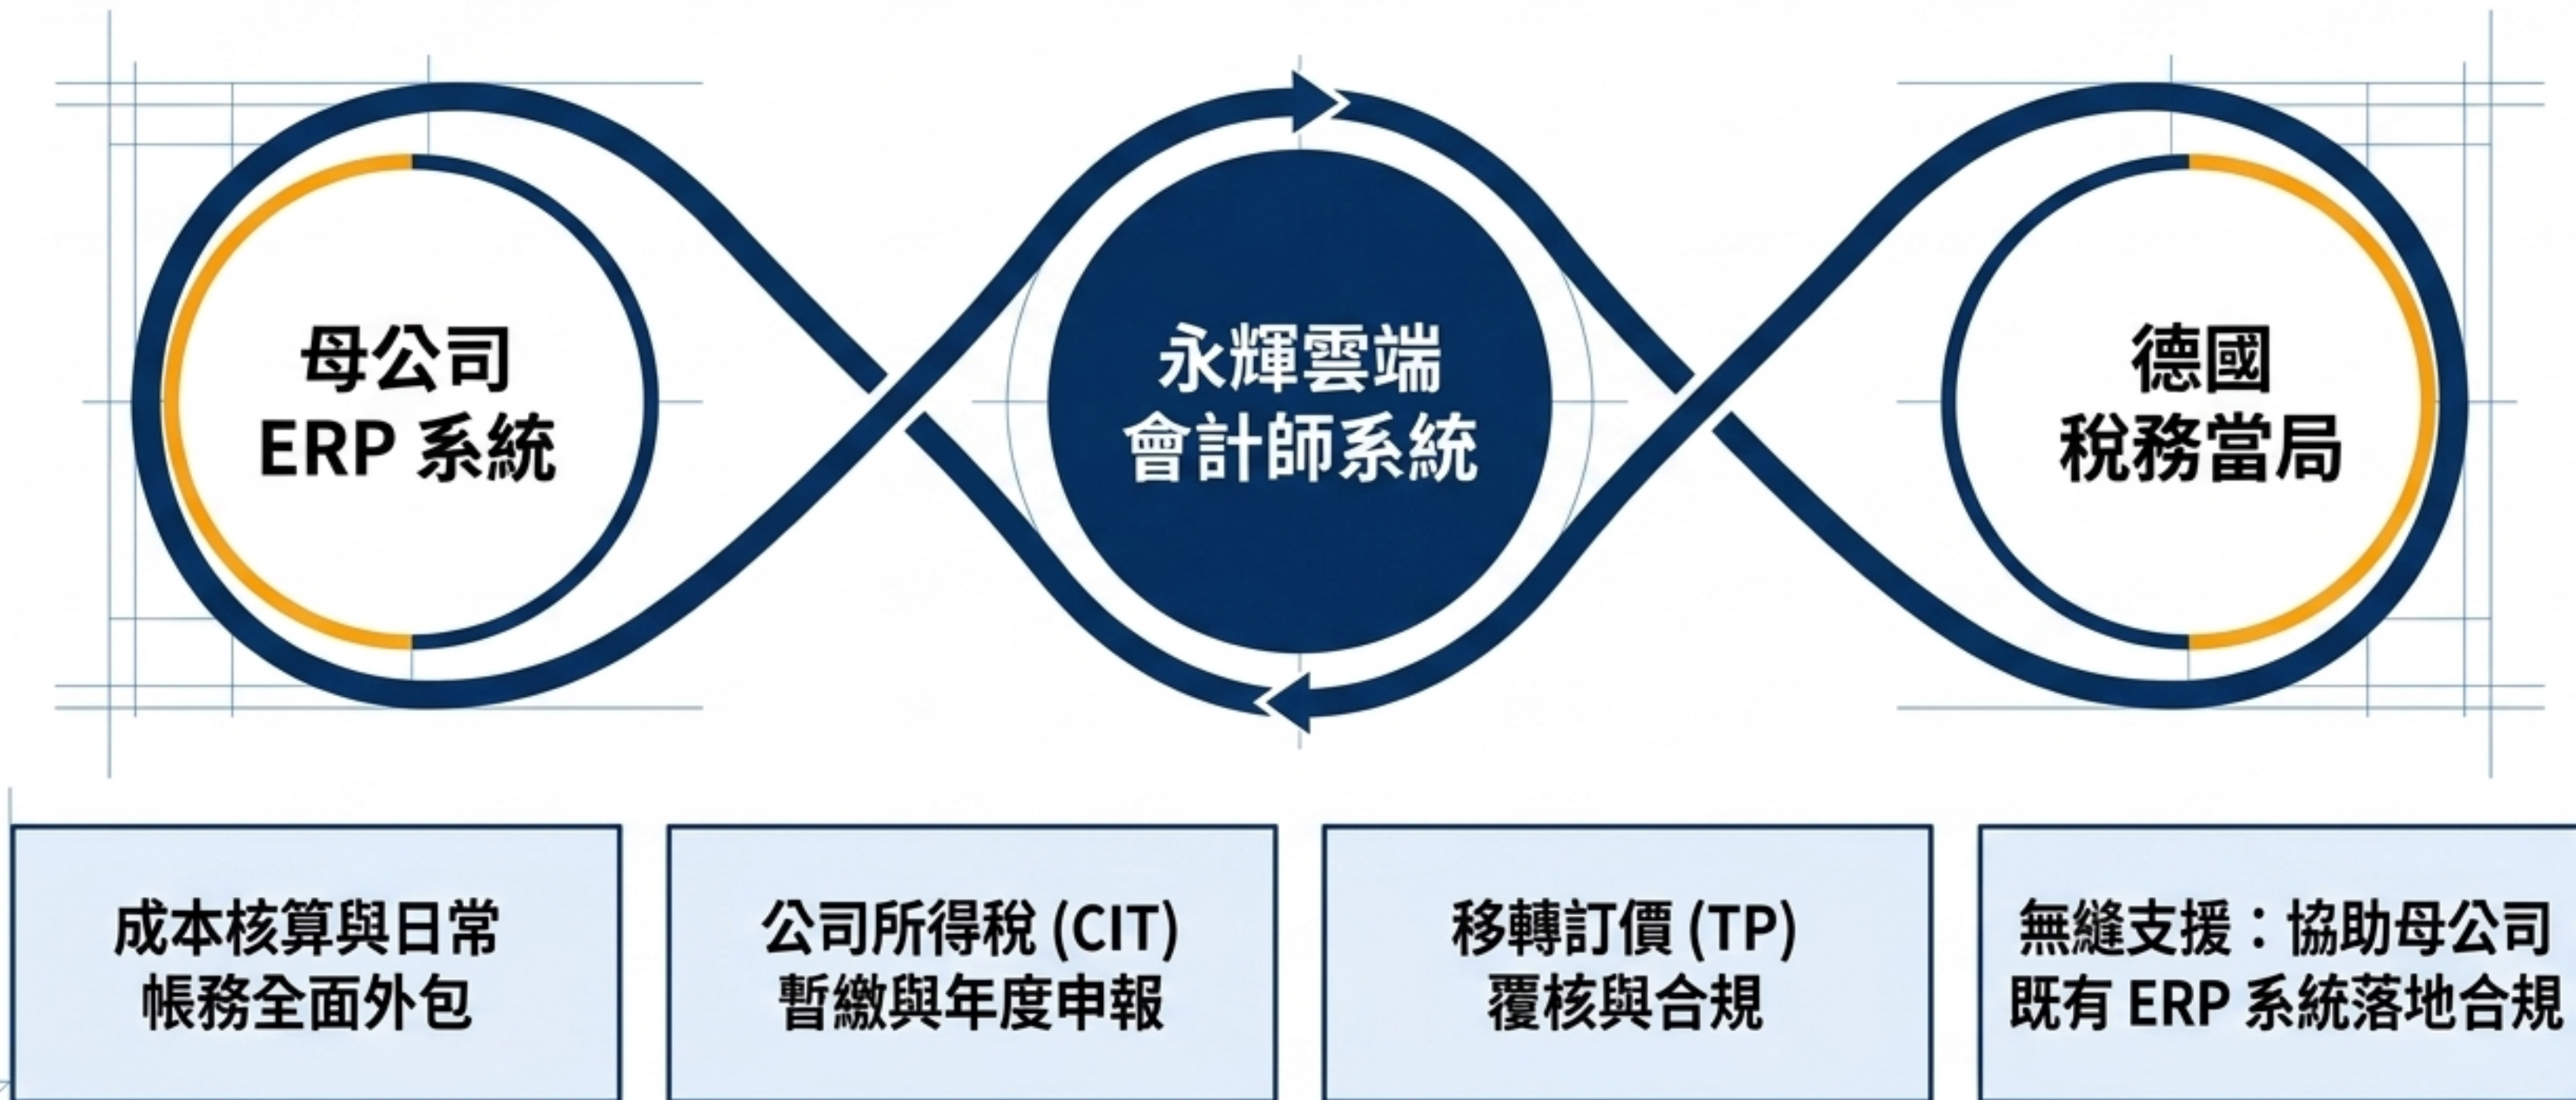 母公司
ERP 系統
永輝雲端
會計師系統
德國
稅務當局
成本核算與日常
帳務全面外包
公司所得稅 (CIT)
暫繳與年度申報
移轉訂價 (TP)
覆核與合規
無縫支援：協助母公司
既有 ERP 系統落地合規